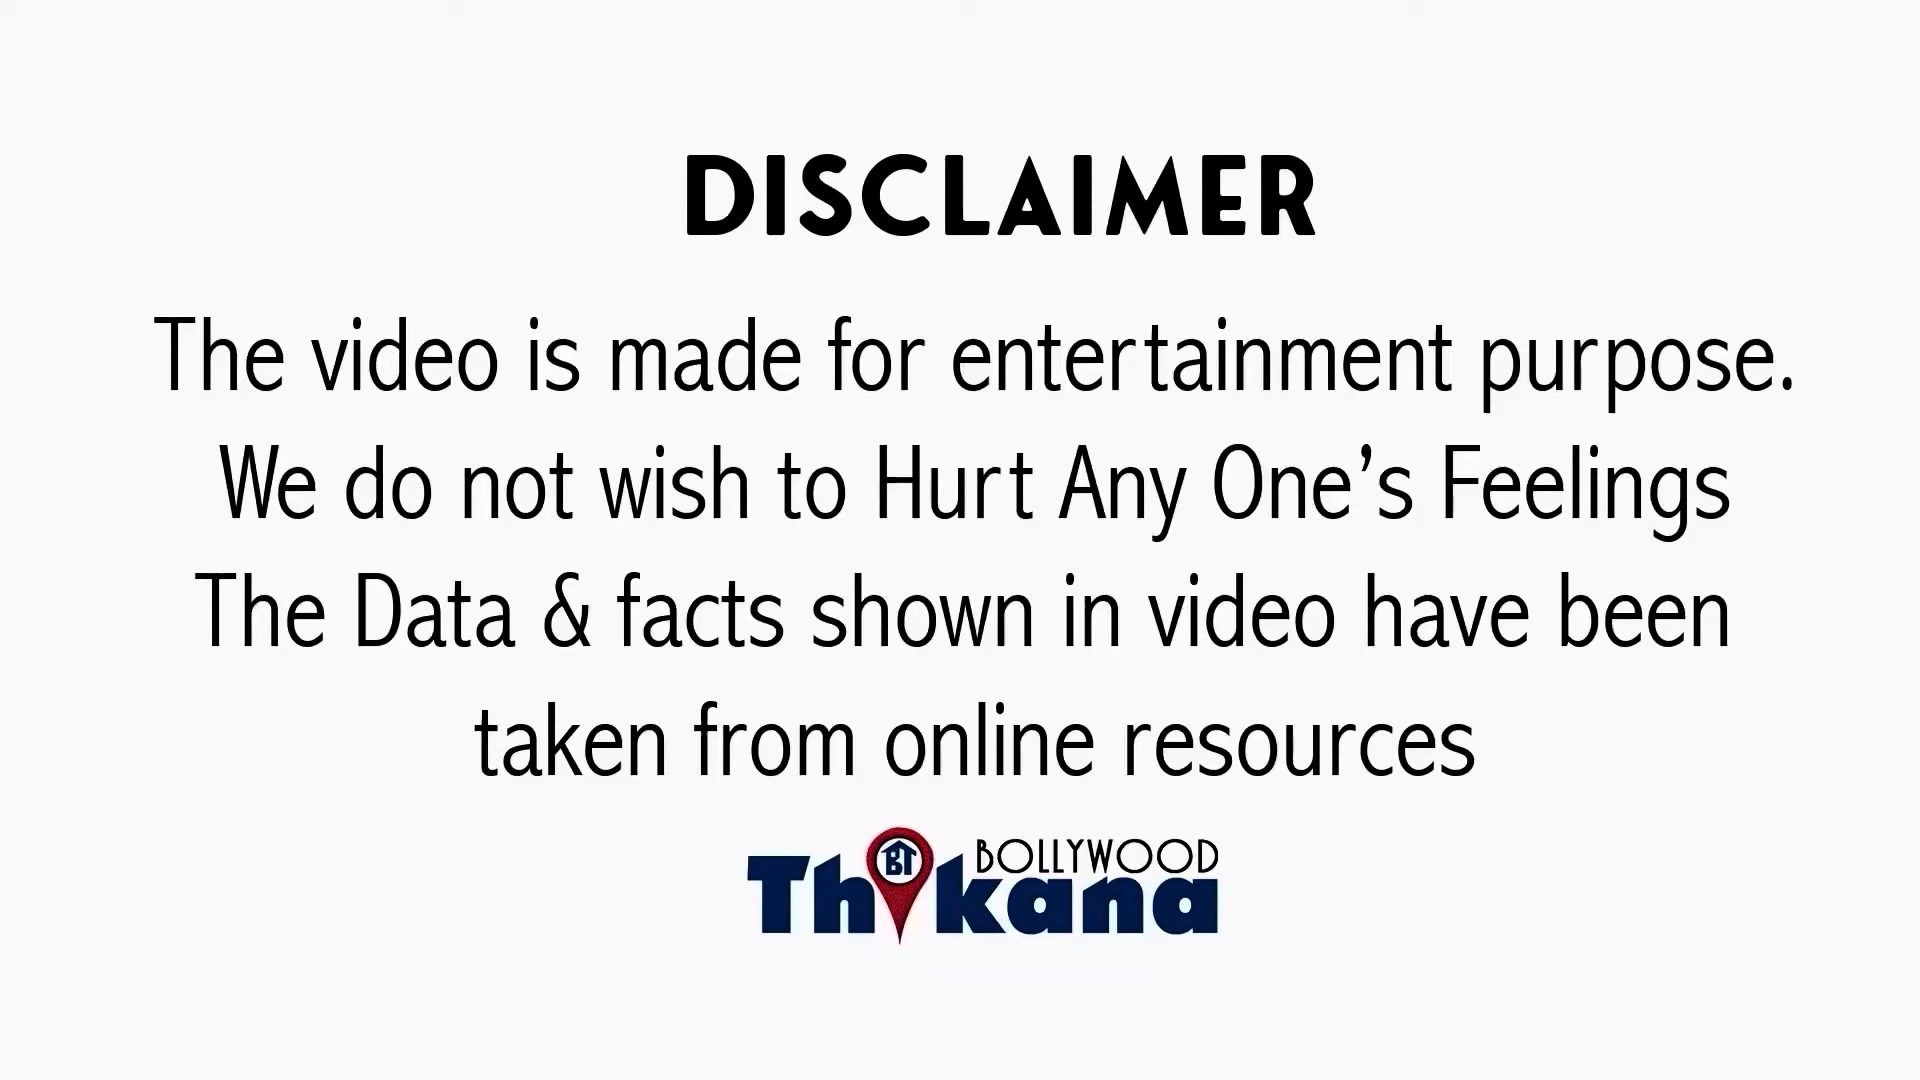 DISCLAIMER
The video is made for entertainment purpose.
We do not wish to Hurt Any One’s Feelings
The Data & facts shown in video have been
taken from online resources
BOLLYWOOD
BT
Thikana